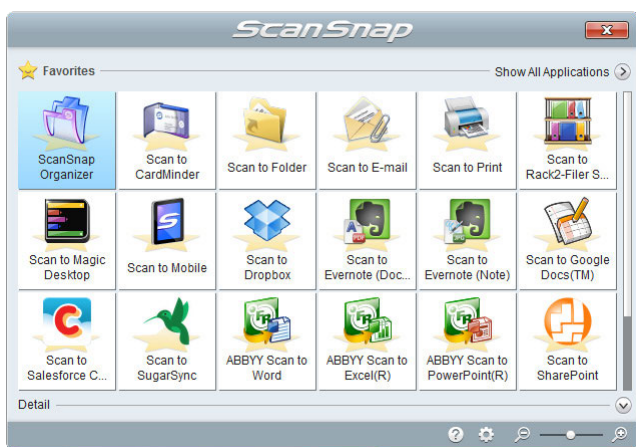 ScanSnap
Favorites
Show All Applications
ScanSnap
Organizer
Scan to
CardMinder
Scan to Folder
Scan to E-mail
Scan to Print
Scan to
Rack2-Filer S...
Scan to Magic
Desktop
Scan to Mobile
Scan to
Dropbox
Scan to
Evernote (Doc...
Scan to
Evernote (Note)
Scan to Google
Docs(TM)
Scan to
Salesforce C...
Scan to
SugarSync
ABBYY Scan to
Word
ABBYY Scan to
Excel(R)
ABBYY Scan to
PowerPoint(R)
Scan to
SharePoint
Detail